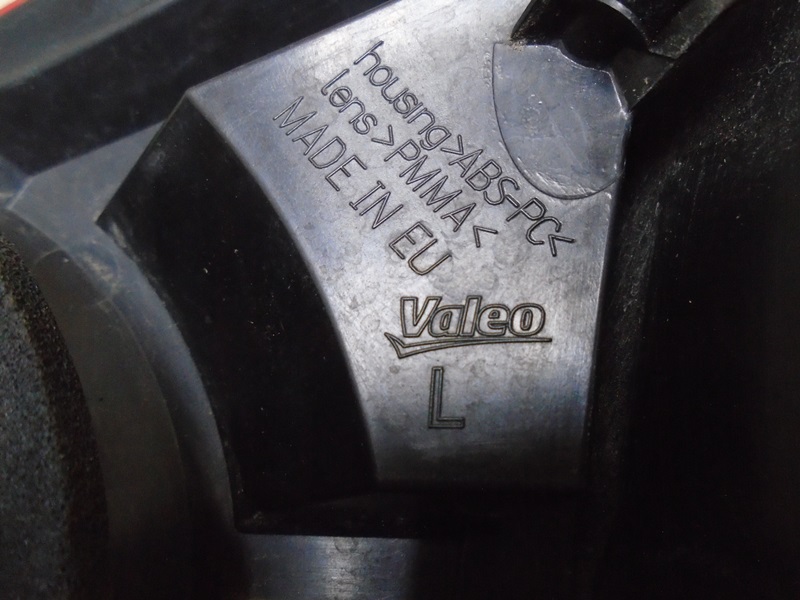 housing>ABS-PC<
lens>PMMA<
MADE IN EU
Valeo
L